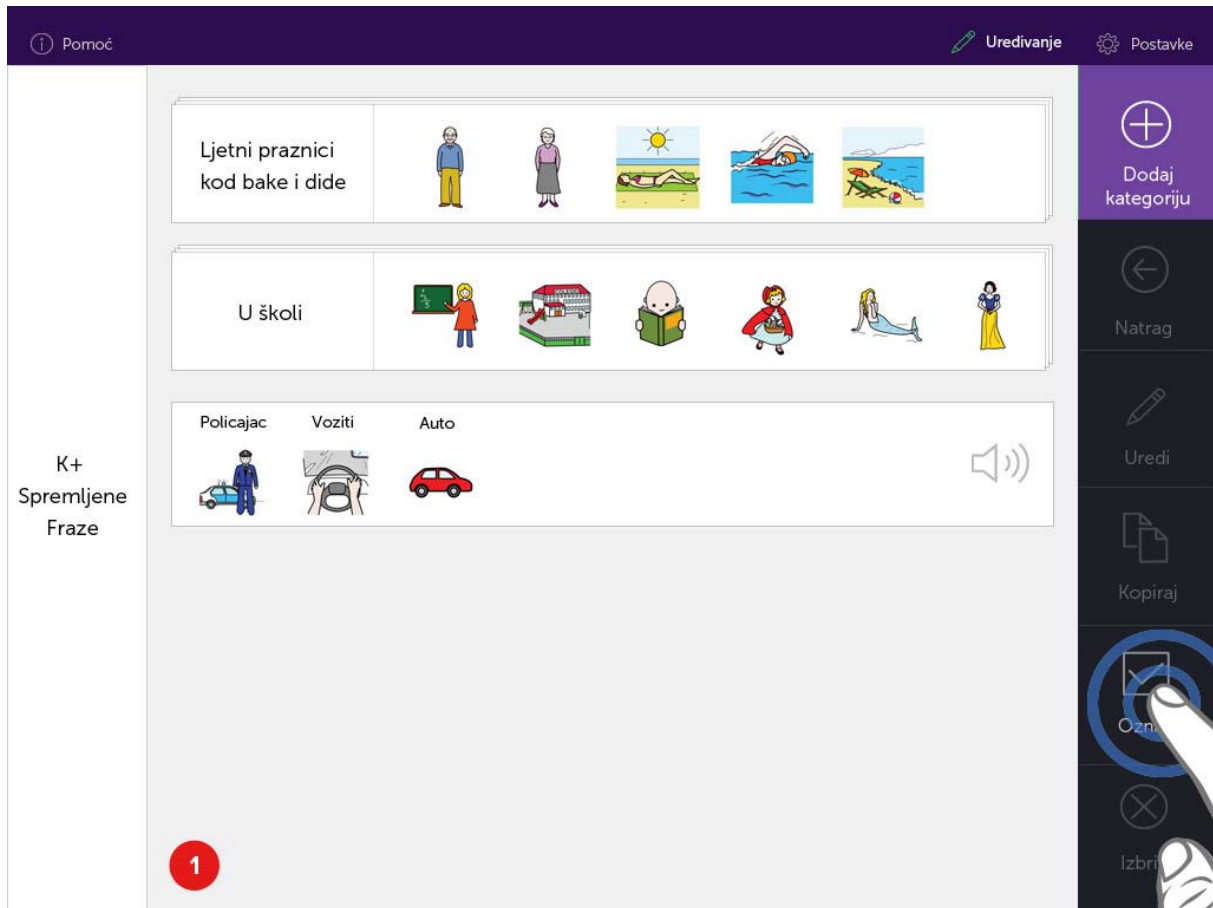 Pomoć
Uredivanje
Postavke
Dodaj
kategoriju
Ljetni praznici
kod bake i dide
U školi
Natrag
Policajac Voziti Auto
Uredi
K+
Spremljene
Fraze
Kopiraj
1